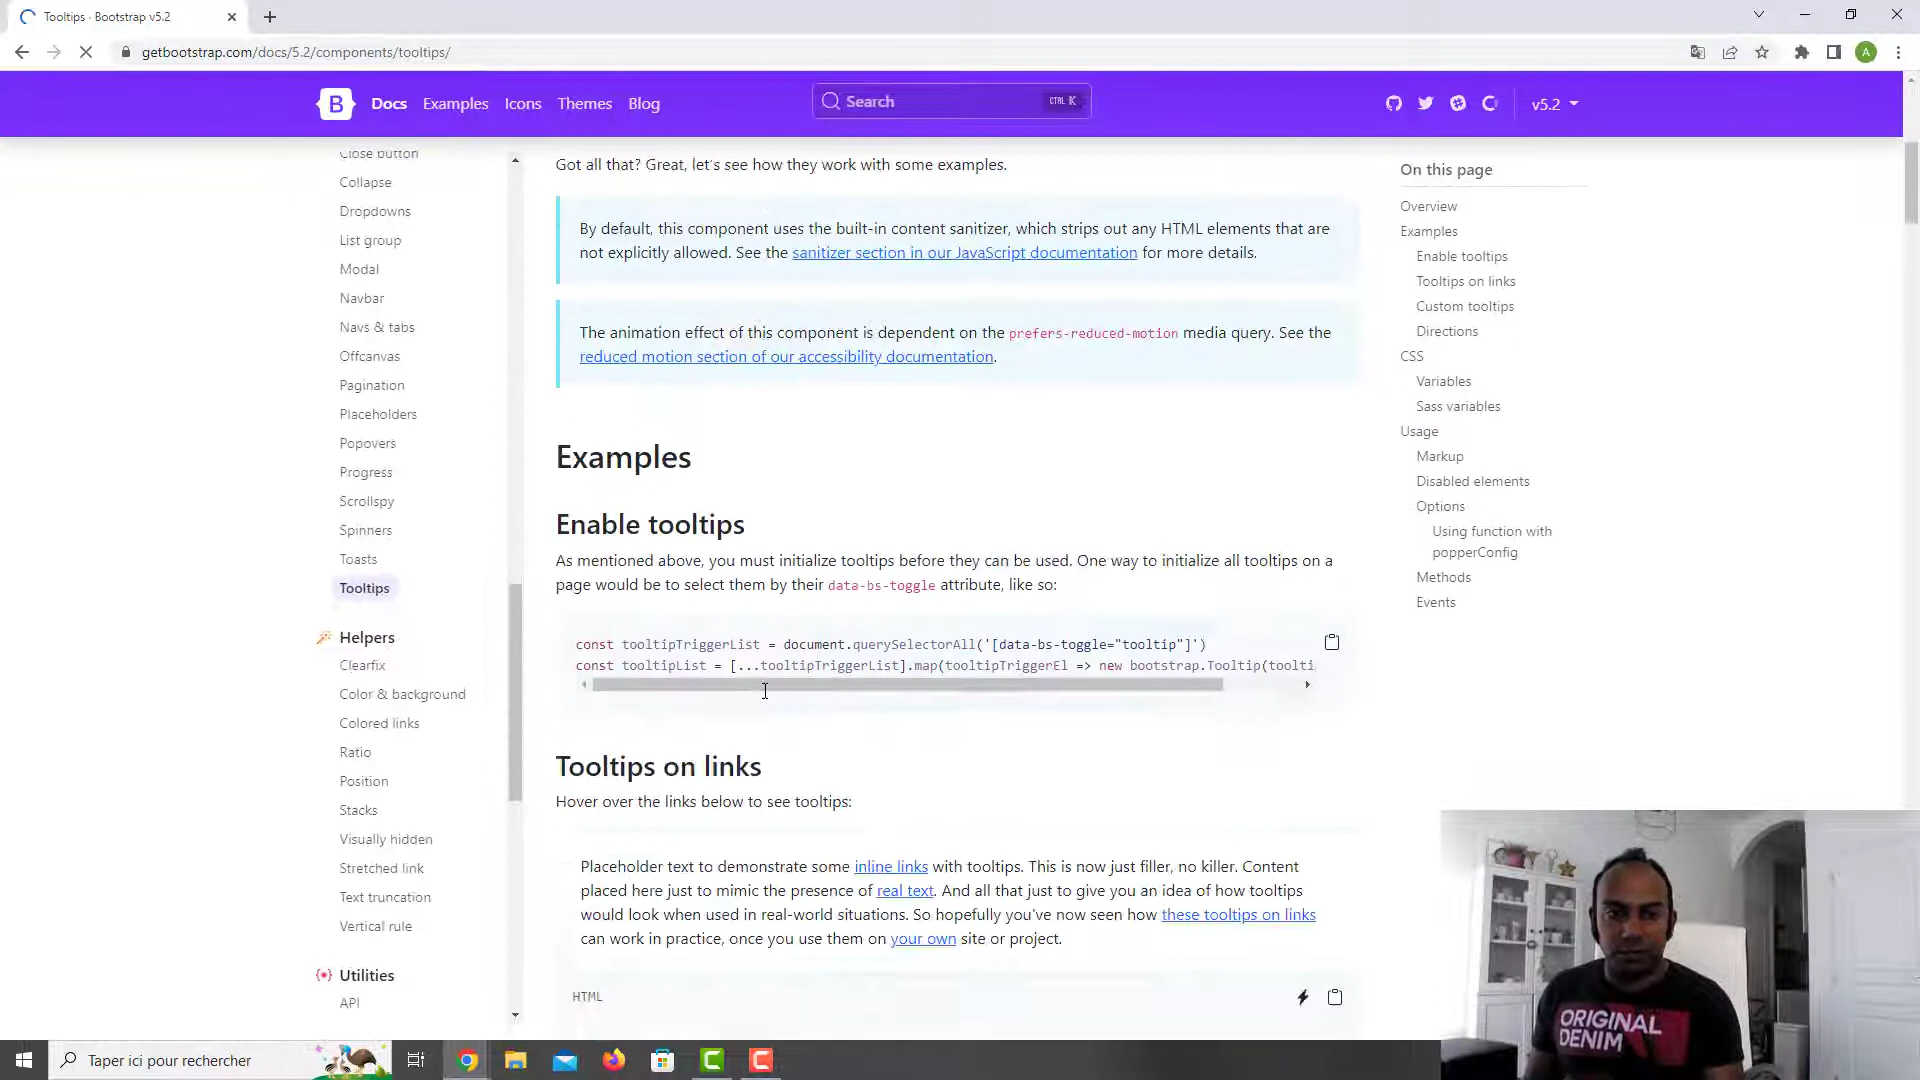 Tooltips · Bootstrap v5.2
getbootstrap.com/docs/5.2/components/tooltips/
A
B
Docs
Examples
Icons
Themes
Blog
Search
CTRL K
v5.2
Close button
Collapse
Dropdowns
List group
Modal
Navbar
Navs & tabs
Offcanvas
Pagination
Placeholders
Popovers
Progress
Scrollspy
Spinners
Toasts
Tooltips
Helpers
Clearfix
Color & background
Colored links
Ratio
Position
Stacks
Visually hidden
Stretched link
Text truncation
Vertical rule
Utilities
API
Got all that? Great, let's see how they work with some examples.
By default, this component uses the built-in content sanitizer, which strips out any HTML elements that are
not explicitly allowed. See the sanitizer section in our JavaScript documentation for more details.
The animation effect of this component is dependent on the prefers-reduced-motion media query. See the
reduced motion section of our accessibility documentation.
Examples
Enable tooltips
As mentioned above, you must initialize tooltips before they can be used. One way to initialize all tooltips on a
page would be to select them by their data-bs-toggle attribute, like so:
const tooltipTriggerList = document.querySelectorAll('[data-bs-toggle="tooltip"]')
const tooltipList = [...tooltipTriggerList].map(tooltipTriggerEl => new bootstrap.Tooltip(toolti
Tooltips on links
Hover over the links below to see tooltips:
Placeholder text to demonstrate some inline links with tooltips. This is now just filler, no killer. Content
placed here just to mimic the presence of real text. And all that just to give you an idea of how tooltips
would look when used in real-world situations. So hopefully you've now seen how these tooltips on links
can work in practice, once you use them on your own site or project.
HTML
On this page
Overview
Examples
Enable tooltips
Tooltips on links
Custom tooltips
Directions
CSS
Variables
Sass variables
Usage
Markup
Disabled elements
Options
Using function with
popperConfig
Methods
Events
ORIGINAL
DENIM
Taper ici pour rechercher